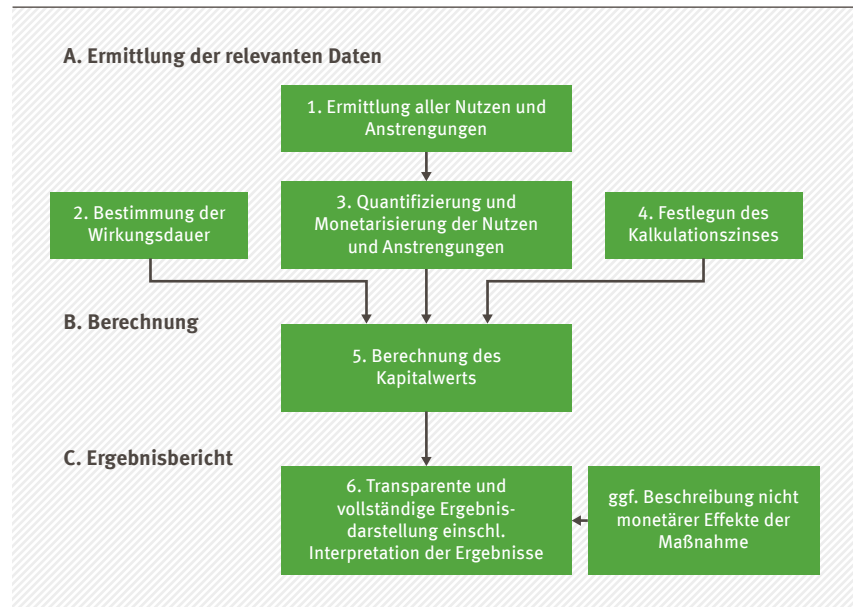 A. Ermittlung der relevanten Daten
1. Ermittlung aller Nutzen und
Anstrengungen
2. Bestimmung der
Wirkungsdauer
3. Quantifizierung und
Monetarisierung der Nutzen
und Anstrengungen
4. Festlegun des
Kalkulationszinses
B. Berechnung
5. Berechnung des
Kapitalwerts
C. Ergebnisbericht
6. Transparente und
vollständige Ergebnis-
darstellung einschl.
Interpretation der Ergebnisse
ggf. Beschreibung nicht
monetärer Effekte der
Maßnahme